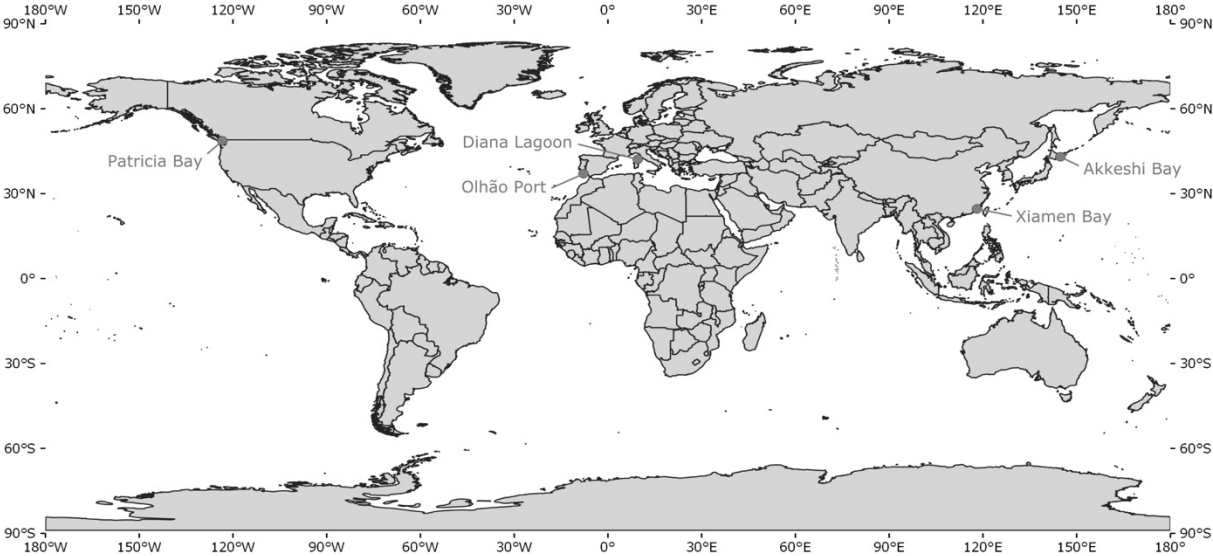 180°W 150°W 120°W 90°W 60°W 30°W 0° 30°E 60°E 90°E 120°E 150°E 180°
90°N 90°N
60°N 60°N
Diana Lagoon
Patricia Bay
Akkeshi Bay
Olhão Port
30°N 30°N
Xiamen Bay
0° 0°
30°S 30°S
60°S 60°S
90°S 90°S
180°W 150°W 120°W 90°W 60°W 30°W 0° 30°E 60°E 90°E 120°E 150°E 180°